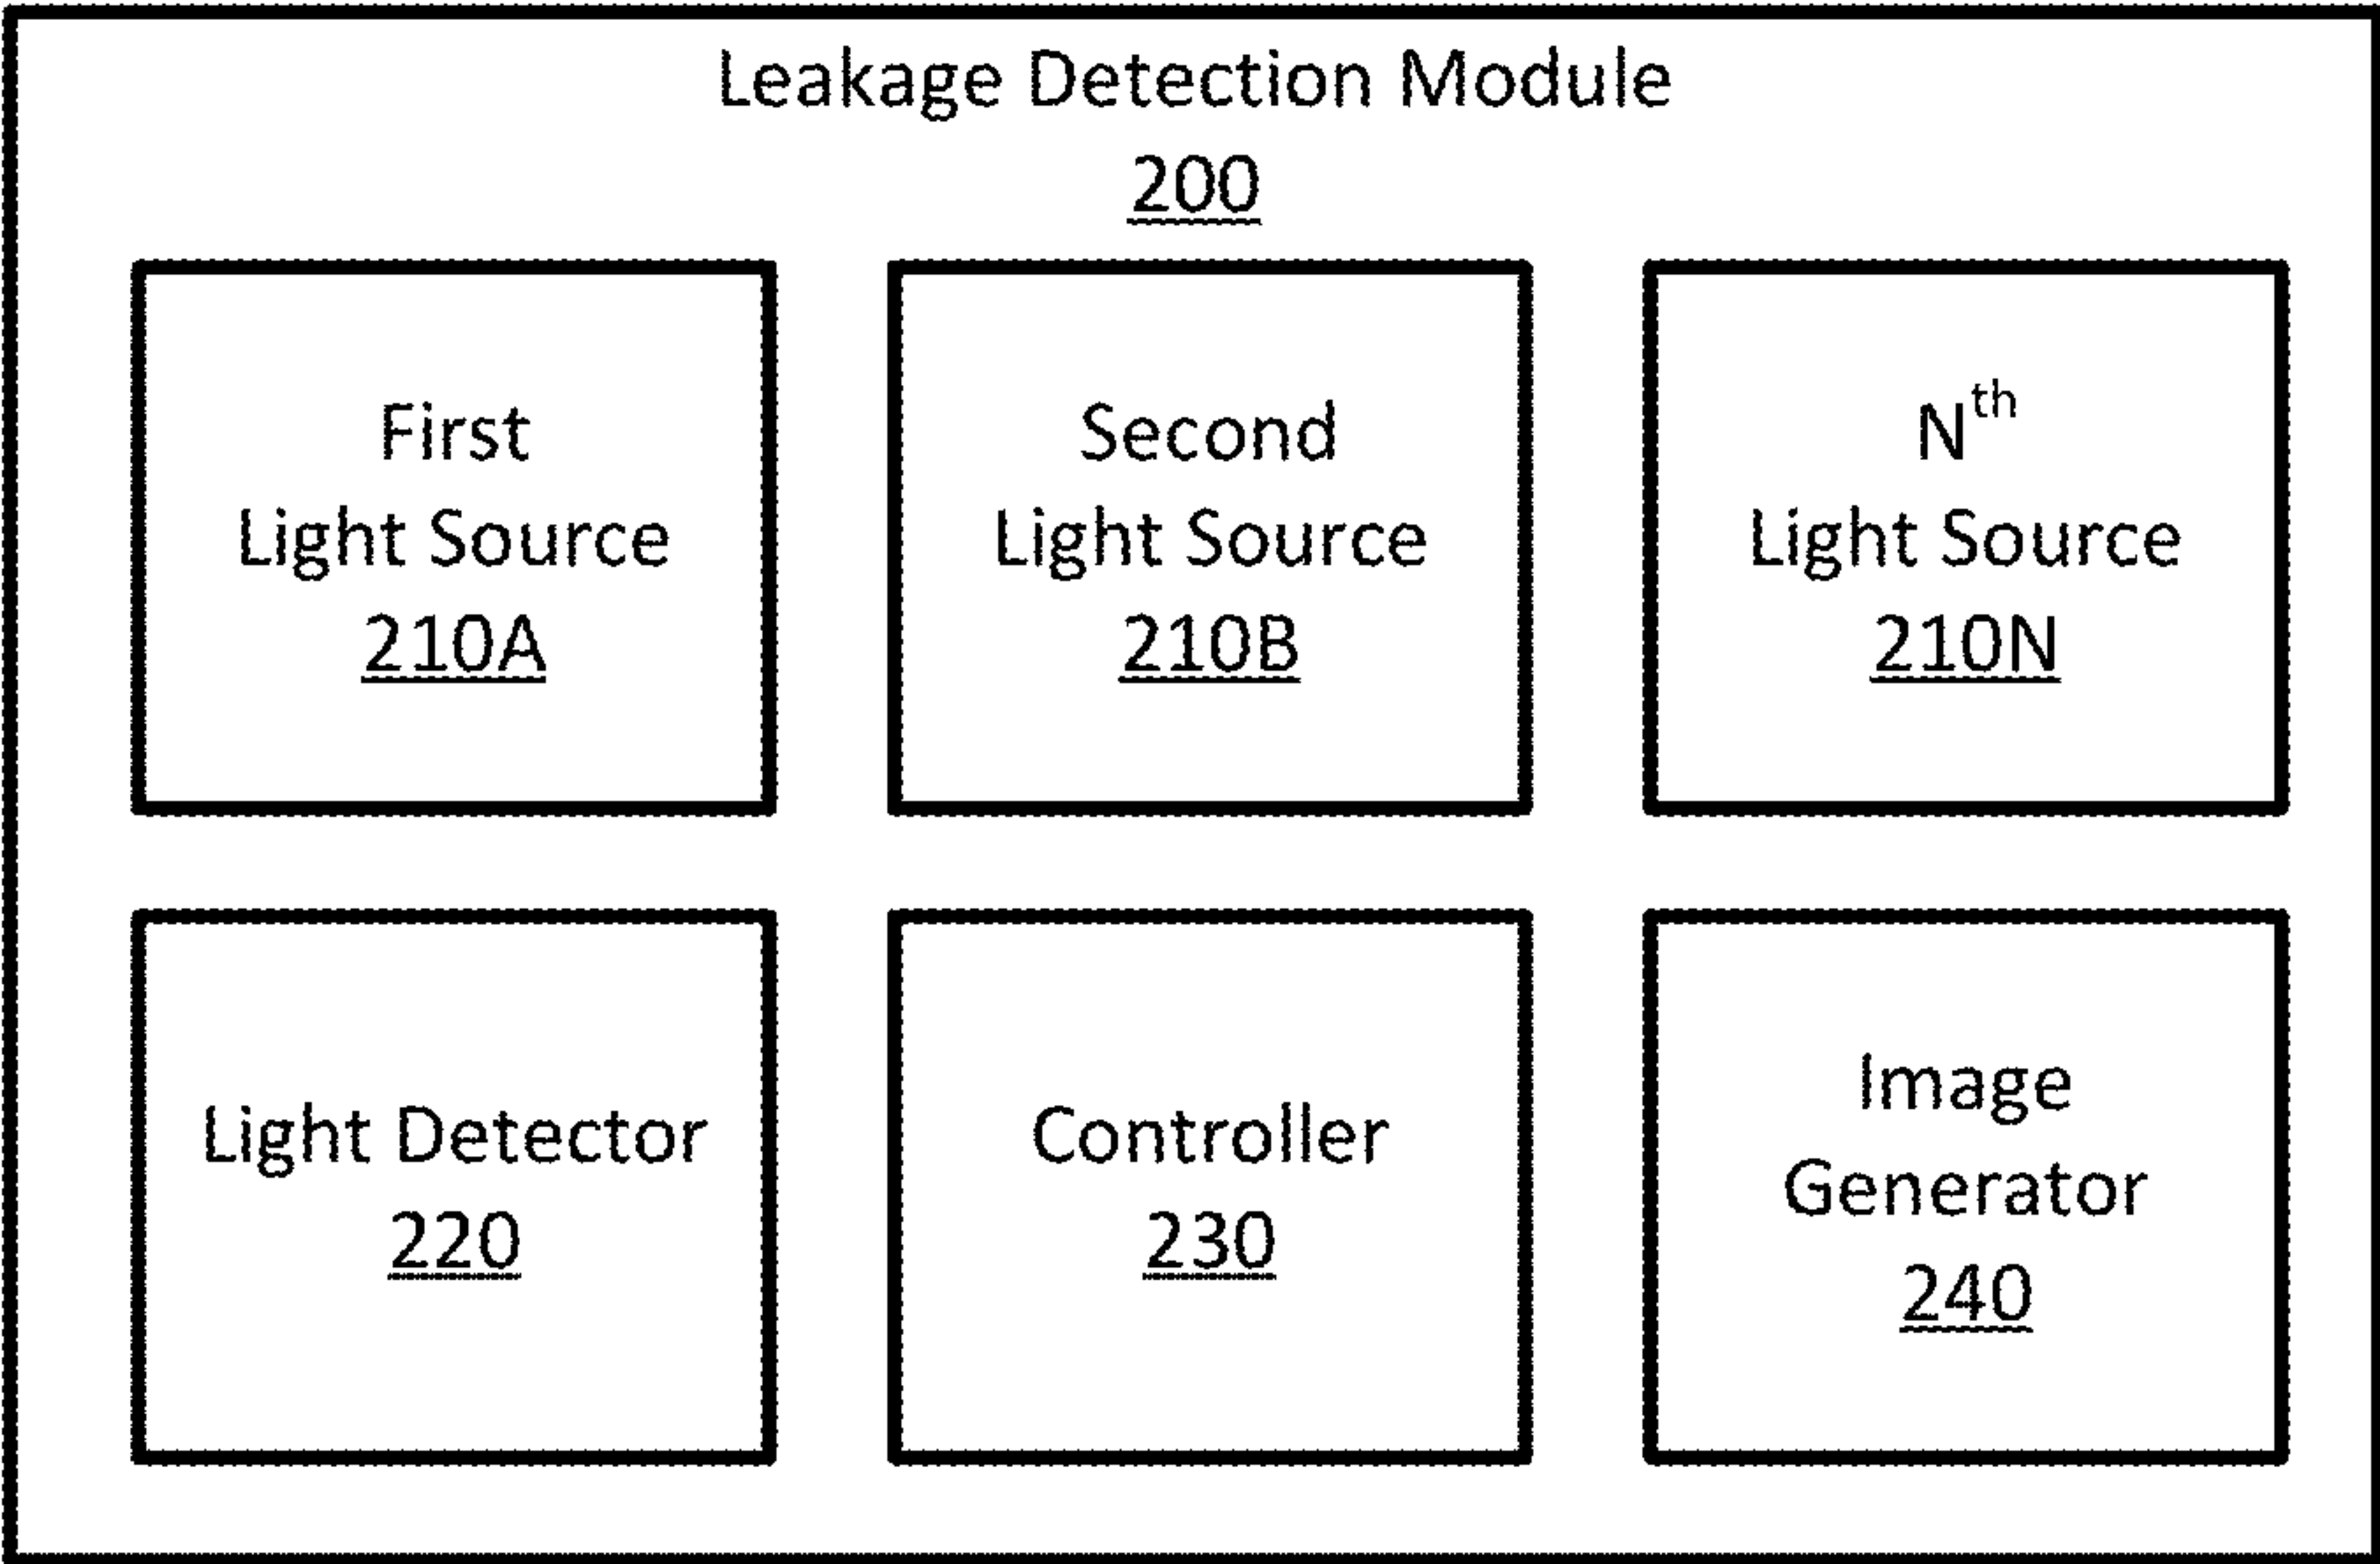 Leakage Detection Module
200
First
Light Source
210A
Second
Light Source
210B
Nth
Light Source
210N
Light Detector
220
Controller
230
Image
Generator
240